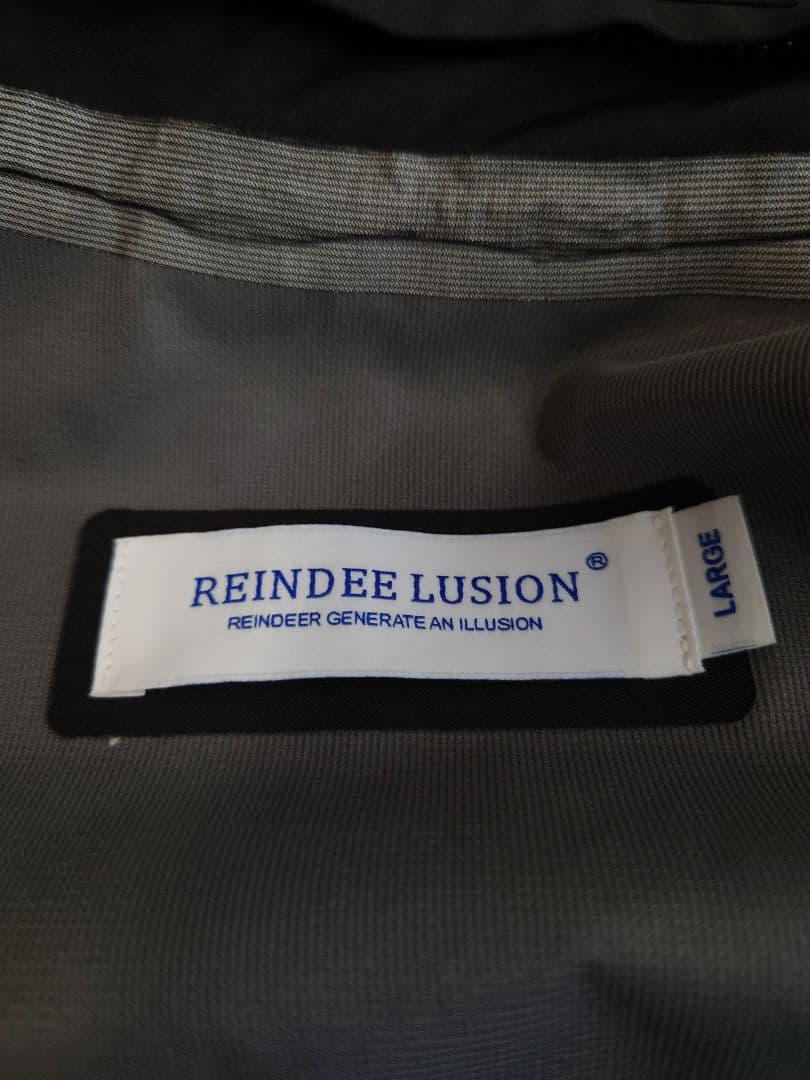 REINDEE LUSION®
REINDEER GENERATE AN ILLUSION
LARGE